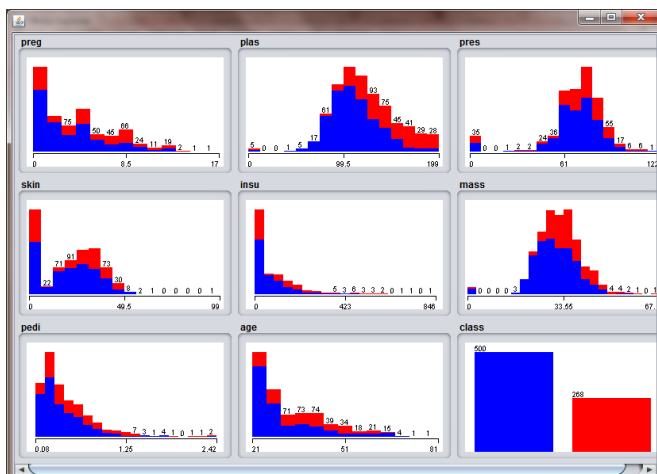 preg
75 50 45 66 24 11 19 2 1 1
0 8.5 17
plas
5 0 0 1 5 17 61 93 75 45 41 29 28
0 99.5 199
pres
35 0 0 1 2 2 24 36 55 17 6 6 1
0 61 122
skin
22 71 91 73 30 8 2 1 0 0 0 0 1
0 49.5 99
insu
5 3 6 3 3 2 0 1 1 0 1
0 423 846
mass
0 0 0 0 3 4 4 2 1 0 1
0 33.55 67.
pedi
7 3 1 4 1 0 1 1 2
0.08 1.25 2.42
age
71 73 74 39 34 18 21 15 4 1 1
21 51 81
class
500
268